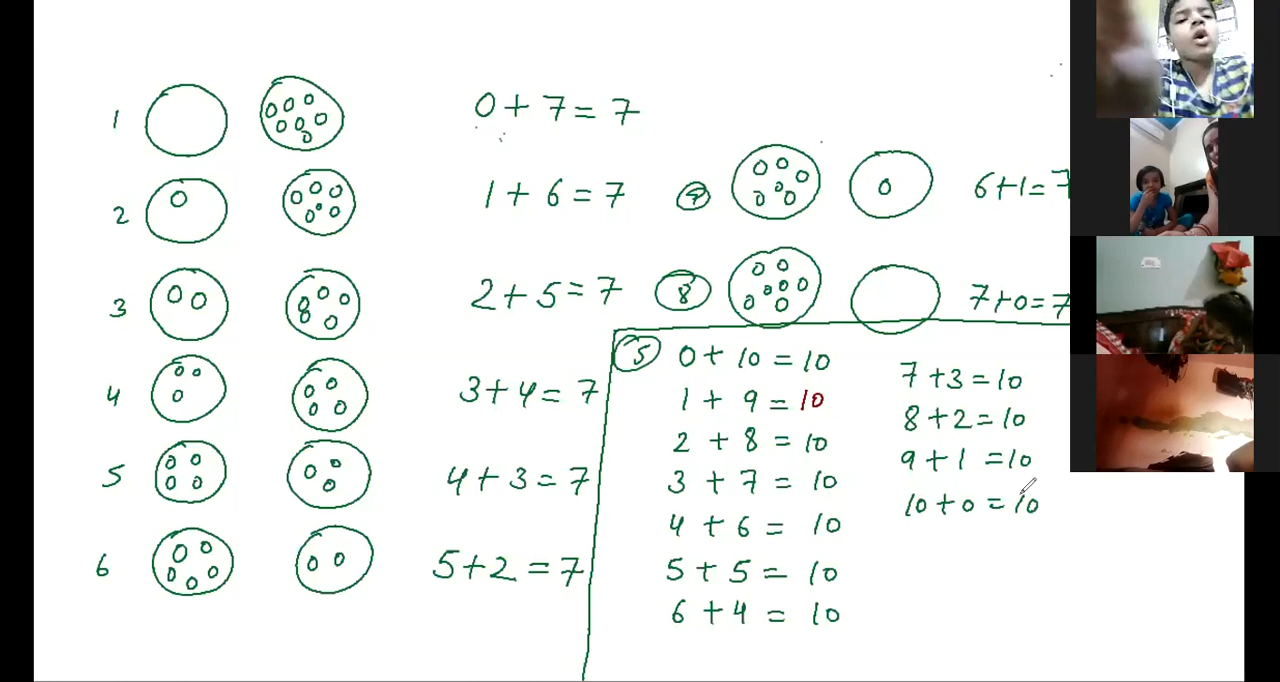 1 0 + 7 = 7
2 1 + 6 = 7
3 2 + 5 = 7
4 3 + 4 = 7
5 4 + 3 = 7
6 5 + 2 = 7
6 + 1 = 7
8 7 + 0 = 7
5 0 + 10 = 10
1 + 9 = 10
2 + 8 = 10
3 + 7 = 10
4 + 6 = 10
5 + 5 = 10
6 + 4 = 10
7 + 3 = 10
8 + 2 = 10
9 + 1 = 10
10 + 0 = 10